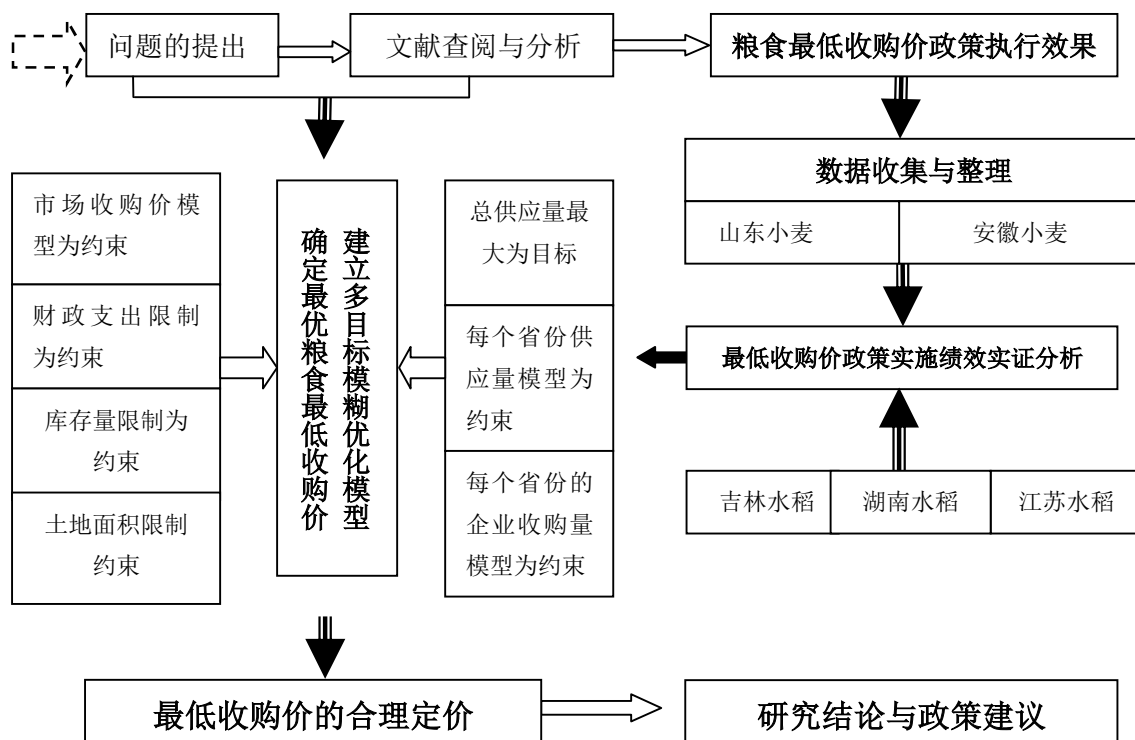 问题的提出
文献查阅与分析
粮食最低收购价政策执行效果
数据收集与整理
山东小麦
安徽小麦
市场收购价模
型为约束
财政支出限制
为约束
库存量限制为
约束
土地面积限制
约束
建立多目标模糊优化模型
确定最优粮食最低收购价
总供应量最
大为目标
每个省份供
应量模型为
约束
每个省份的
企业收购量
模型为约束
最低收购价政策实施绩效实证分析
吉林水稻
湖南水稻
江苏水稻
最低收购价的合理定价
研究结论与政策建议